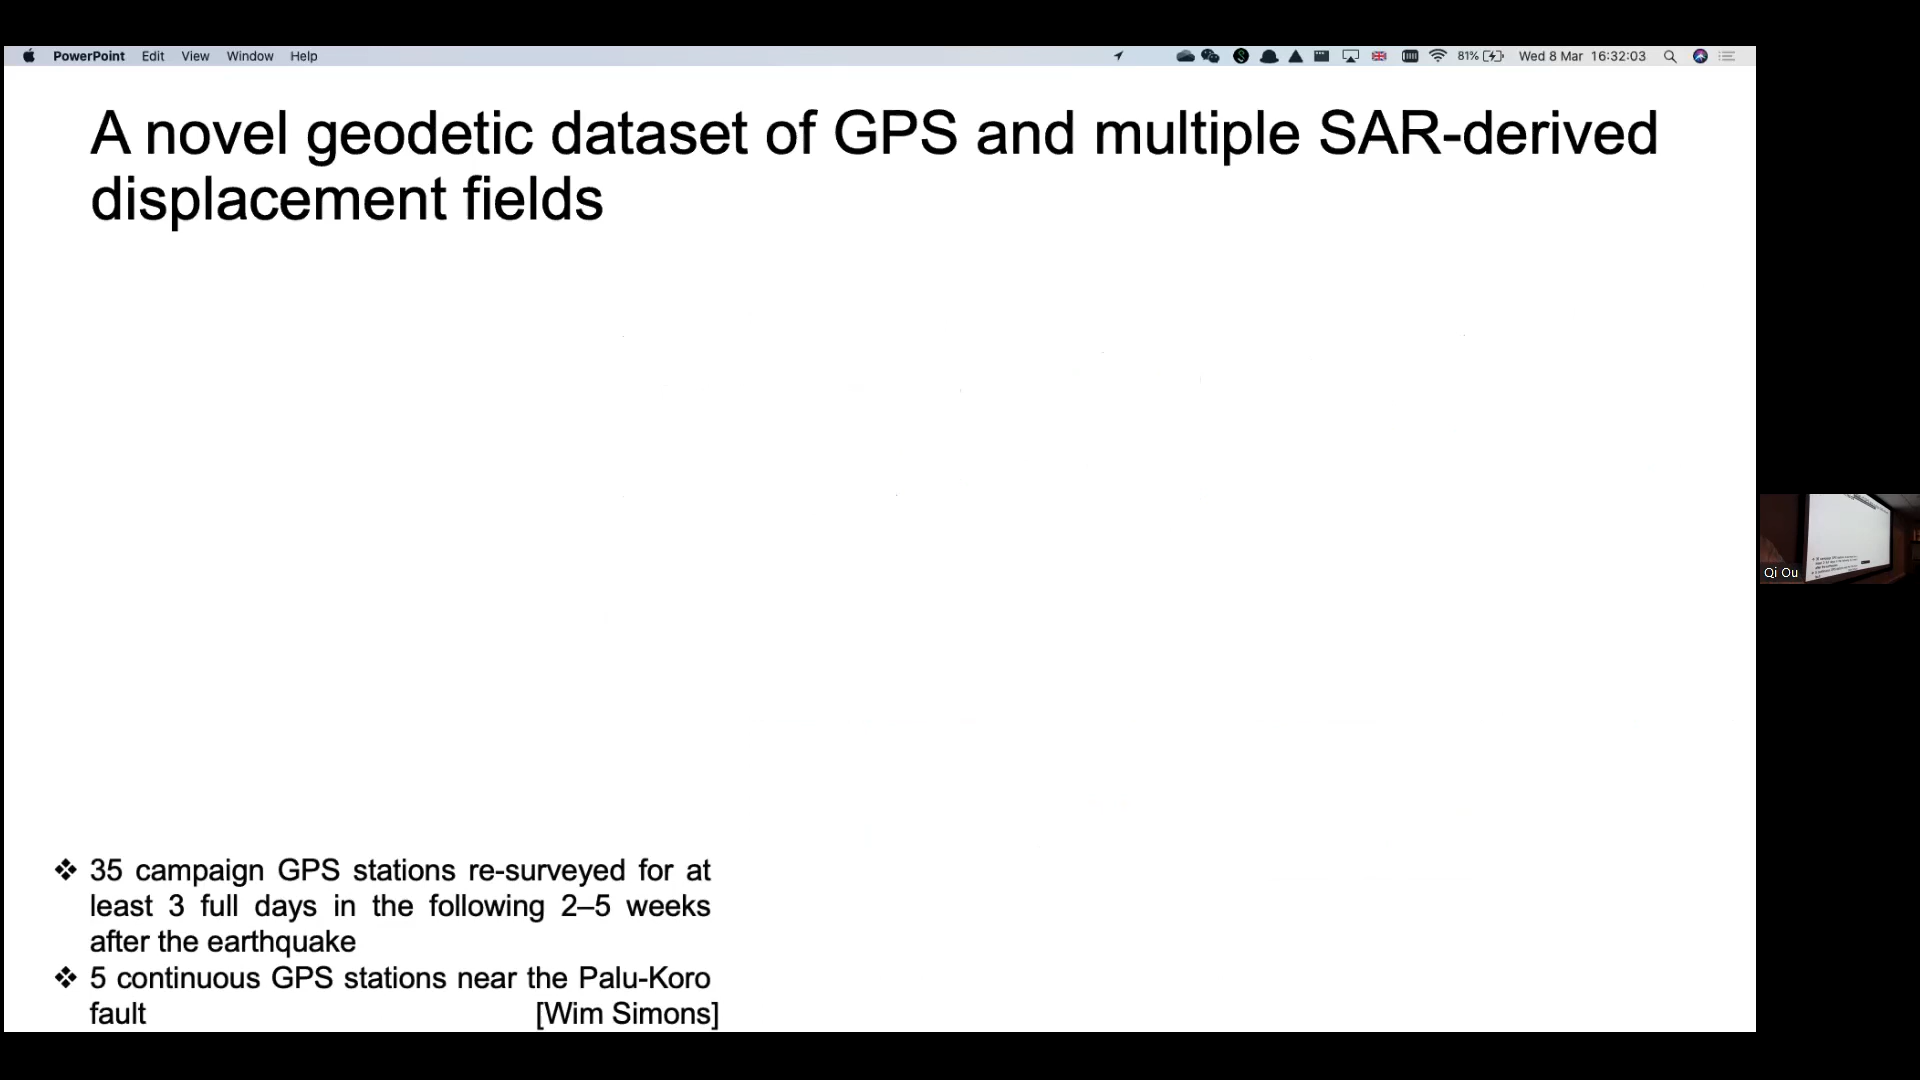 PowerPoint Edit View Window Help 81% Wed 8 Mar 16:32:03
A novel geodetic dataset of GPS and multiple SAR-derived
displacement fields
❖ 35 campaign GPS stations re-surveyed for at
least 3 full days in the following 2–5 weeks
after the earthquake
❖ 5 continuous GPS stations near the Palu-Koro
fault [Wim Simons]
Qi Ou